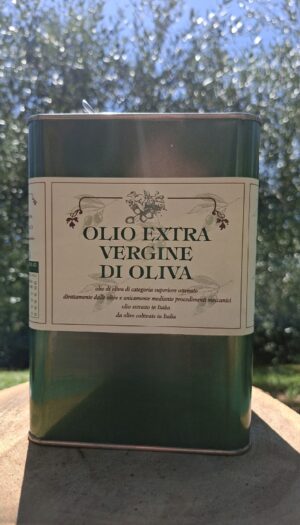 OLIO EXTRA
VERGINE
DI OLIVA
olio di oliva di categoria superiore ottenuto
direttamente dalle olive e unicamente mediante procedimenti meccanici
olio estratto in Italia
da olive coltivate in Italia